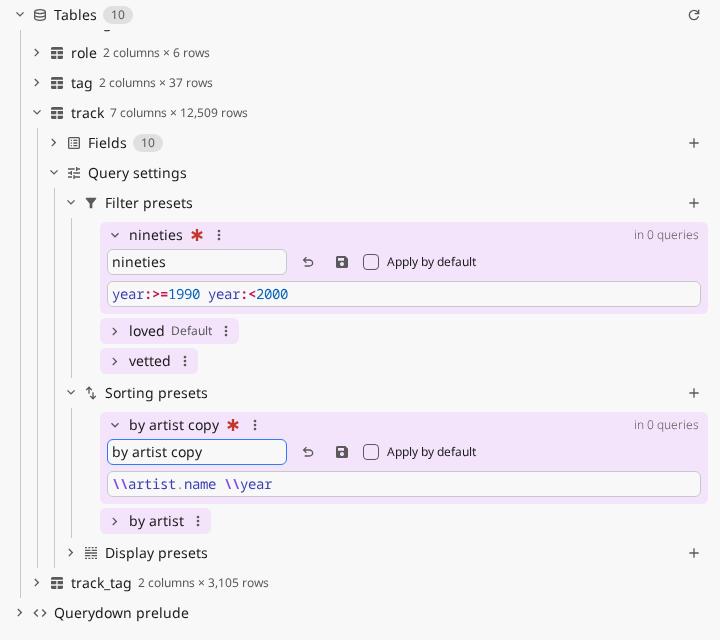 Tables 10
role 2 columns × 6 rows
tag 2 columns × 37 rows
track 7 columns × 12,509 rows
Fields 10
Query settings
Filter presets
nineties * in 0 queries
nineties Apply by default
year:>=1990 year:<2000
loved Default
vetted
Sorting presets
by artist copy * in 0 queries
by artist copy Apply by default
\\artist.name \\year
by artist
Display presets
track_tag 2 columns × 3,105 rows
Querydown prelude